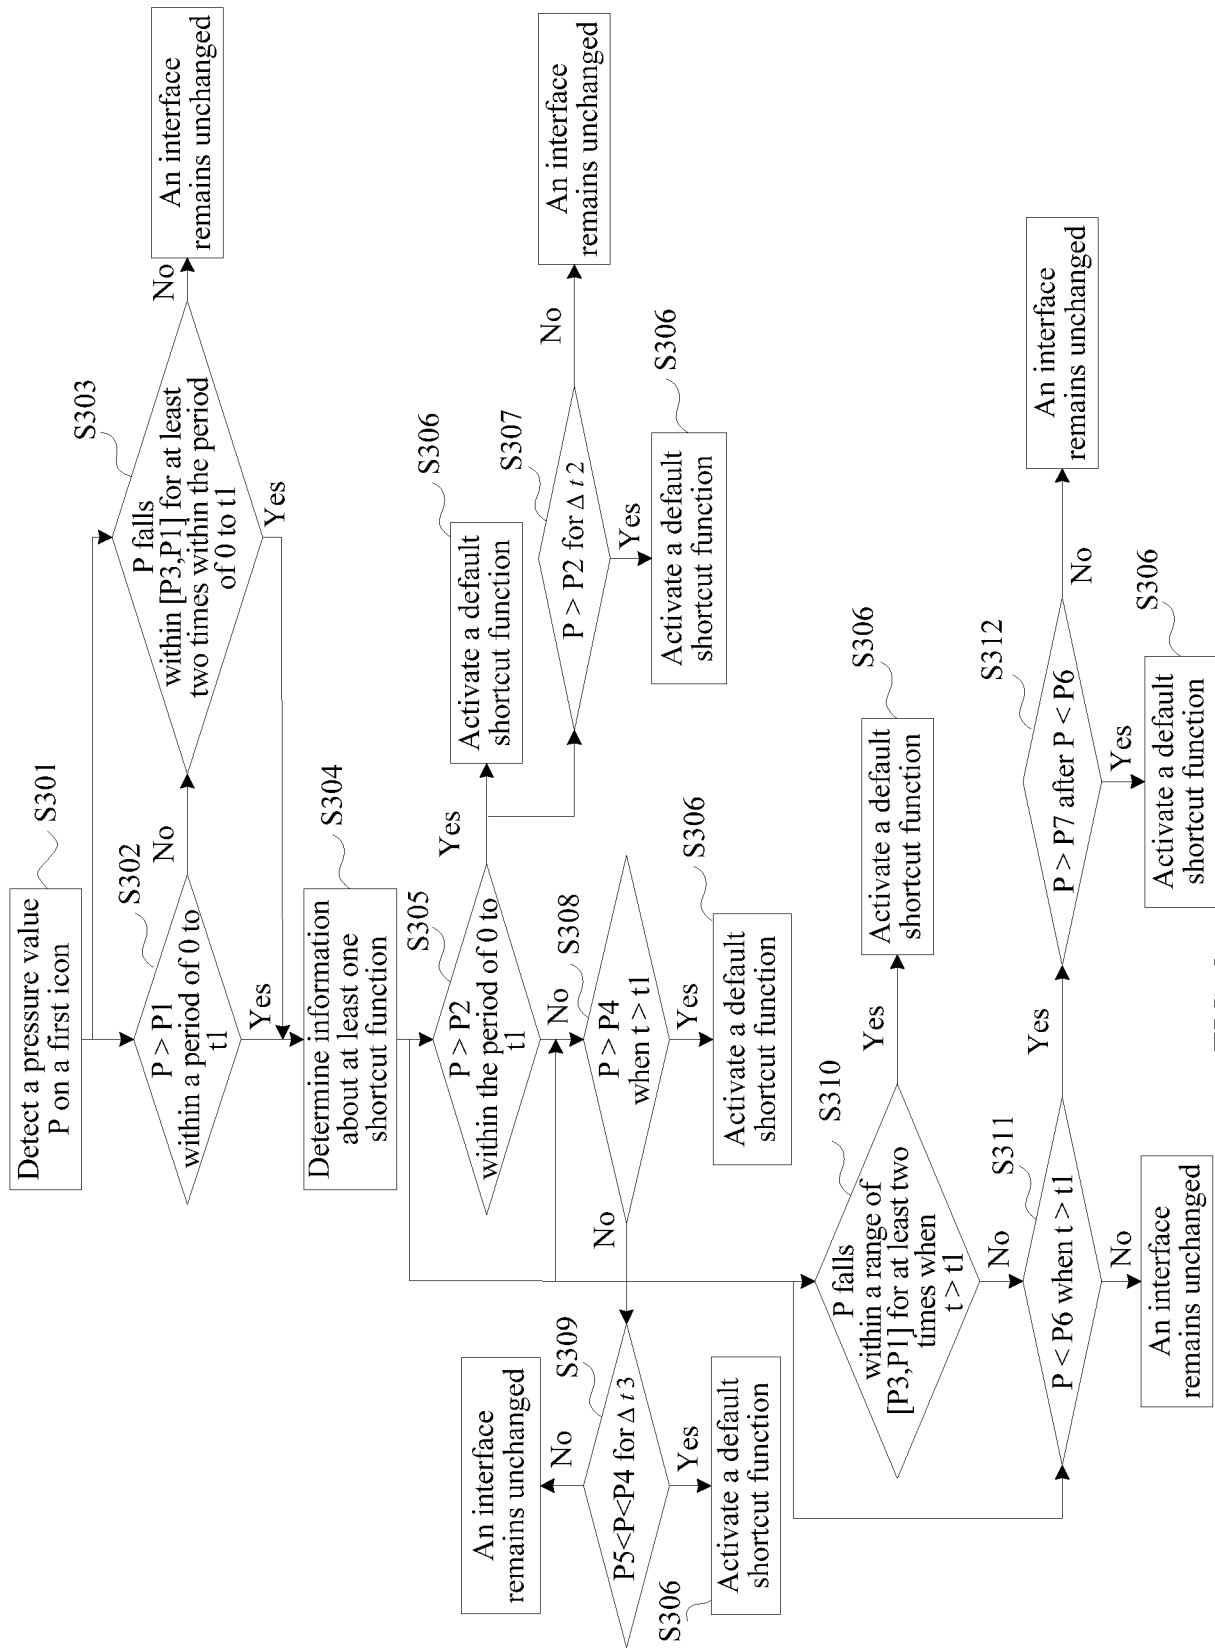 Detect a pressure value
P on a first icon
S301
P > P1
within a period of 0 to
t1
S302
No
Yes
P falls
within [P3,P1] for at least
two times within the period
of 0 to t1
S303
No
Yes
An interface
remains unchanged
Determine information
about at least one
shortcut function
S304
P > P2
within the period of 0 to
t1
S305
Yes
No
Activate a default
shortcut function
S306
P > P2 for Δ t2
S307
No
Yes
An interface
remains unchanged
Activate a default
shortcut function
S306
P > P4
when t > t1
S308
No
Yes
Activate a default
shortcut function
S306
P5<P<P4 for Δ t3
S309
No
Yes
An interface
remains unchanged
Activate a default
shortcut function
S306
P falls
within a range of
[P3,P1] for at least two
times when
t > t1
S310
Yes
No
Activate a default
shortcut function
S306
P < P6 when t > t1
S311
Yes
No
An interface
remains unchanged
P > P7 after P < P6
S312
No
Yes
An interface
remains unchanged
Activate a default
shortcut function
S306